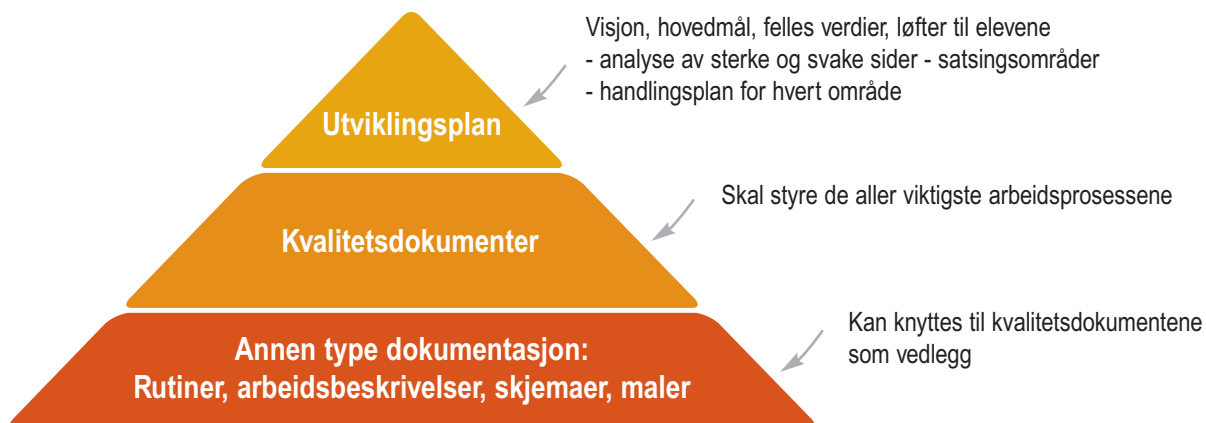 Visjon, hovedmål, felles verdier, løfter til elevene
- analyse av sterke og svake sider - satsingsområder
- handlingsplan for hvert område
Utviklingsplan
Skal styre de aller viktigste arbeidsprosessene
Kvalitetsdokumenter
Kan knyttes til kvalitetsdokumentene
som vedlegg
Annen type dokumentasjon:
Rutiner, arbeidsbeskrivelser, skjemaer, maler